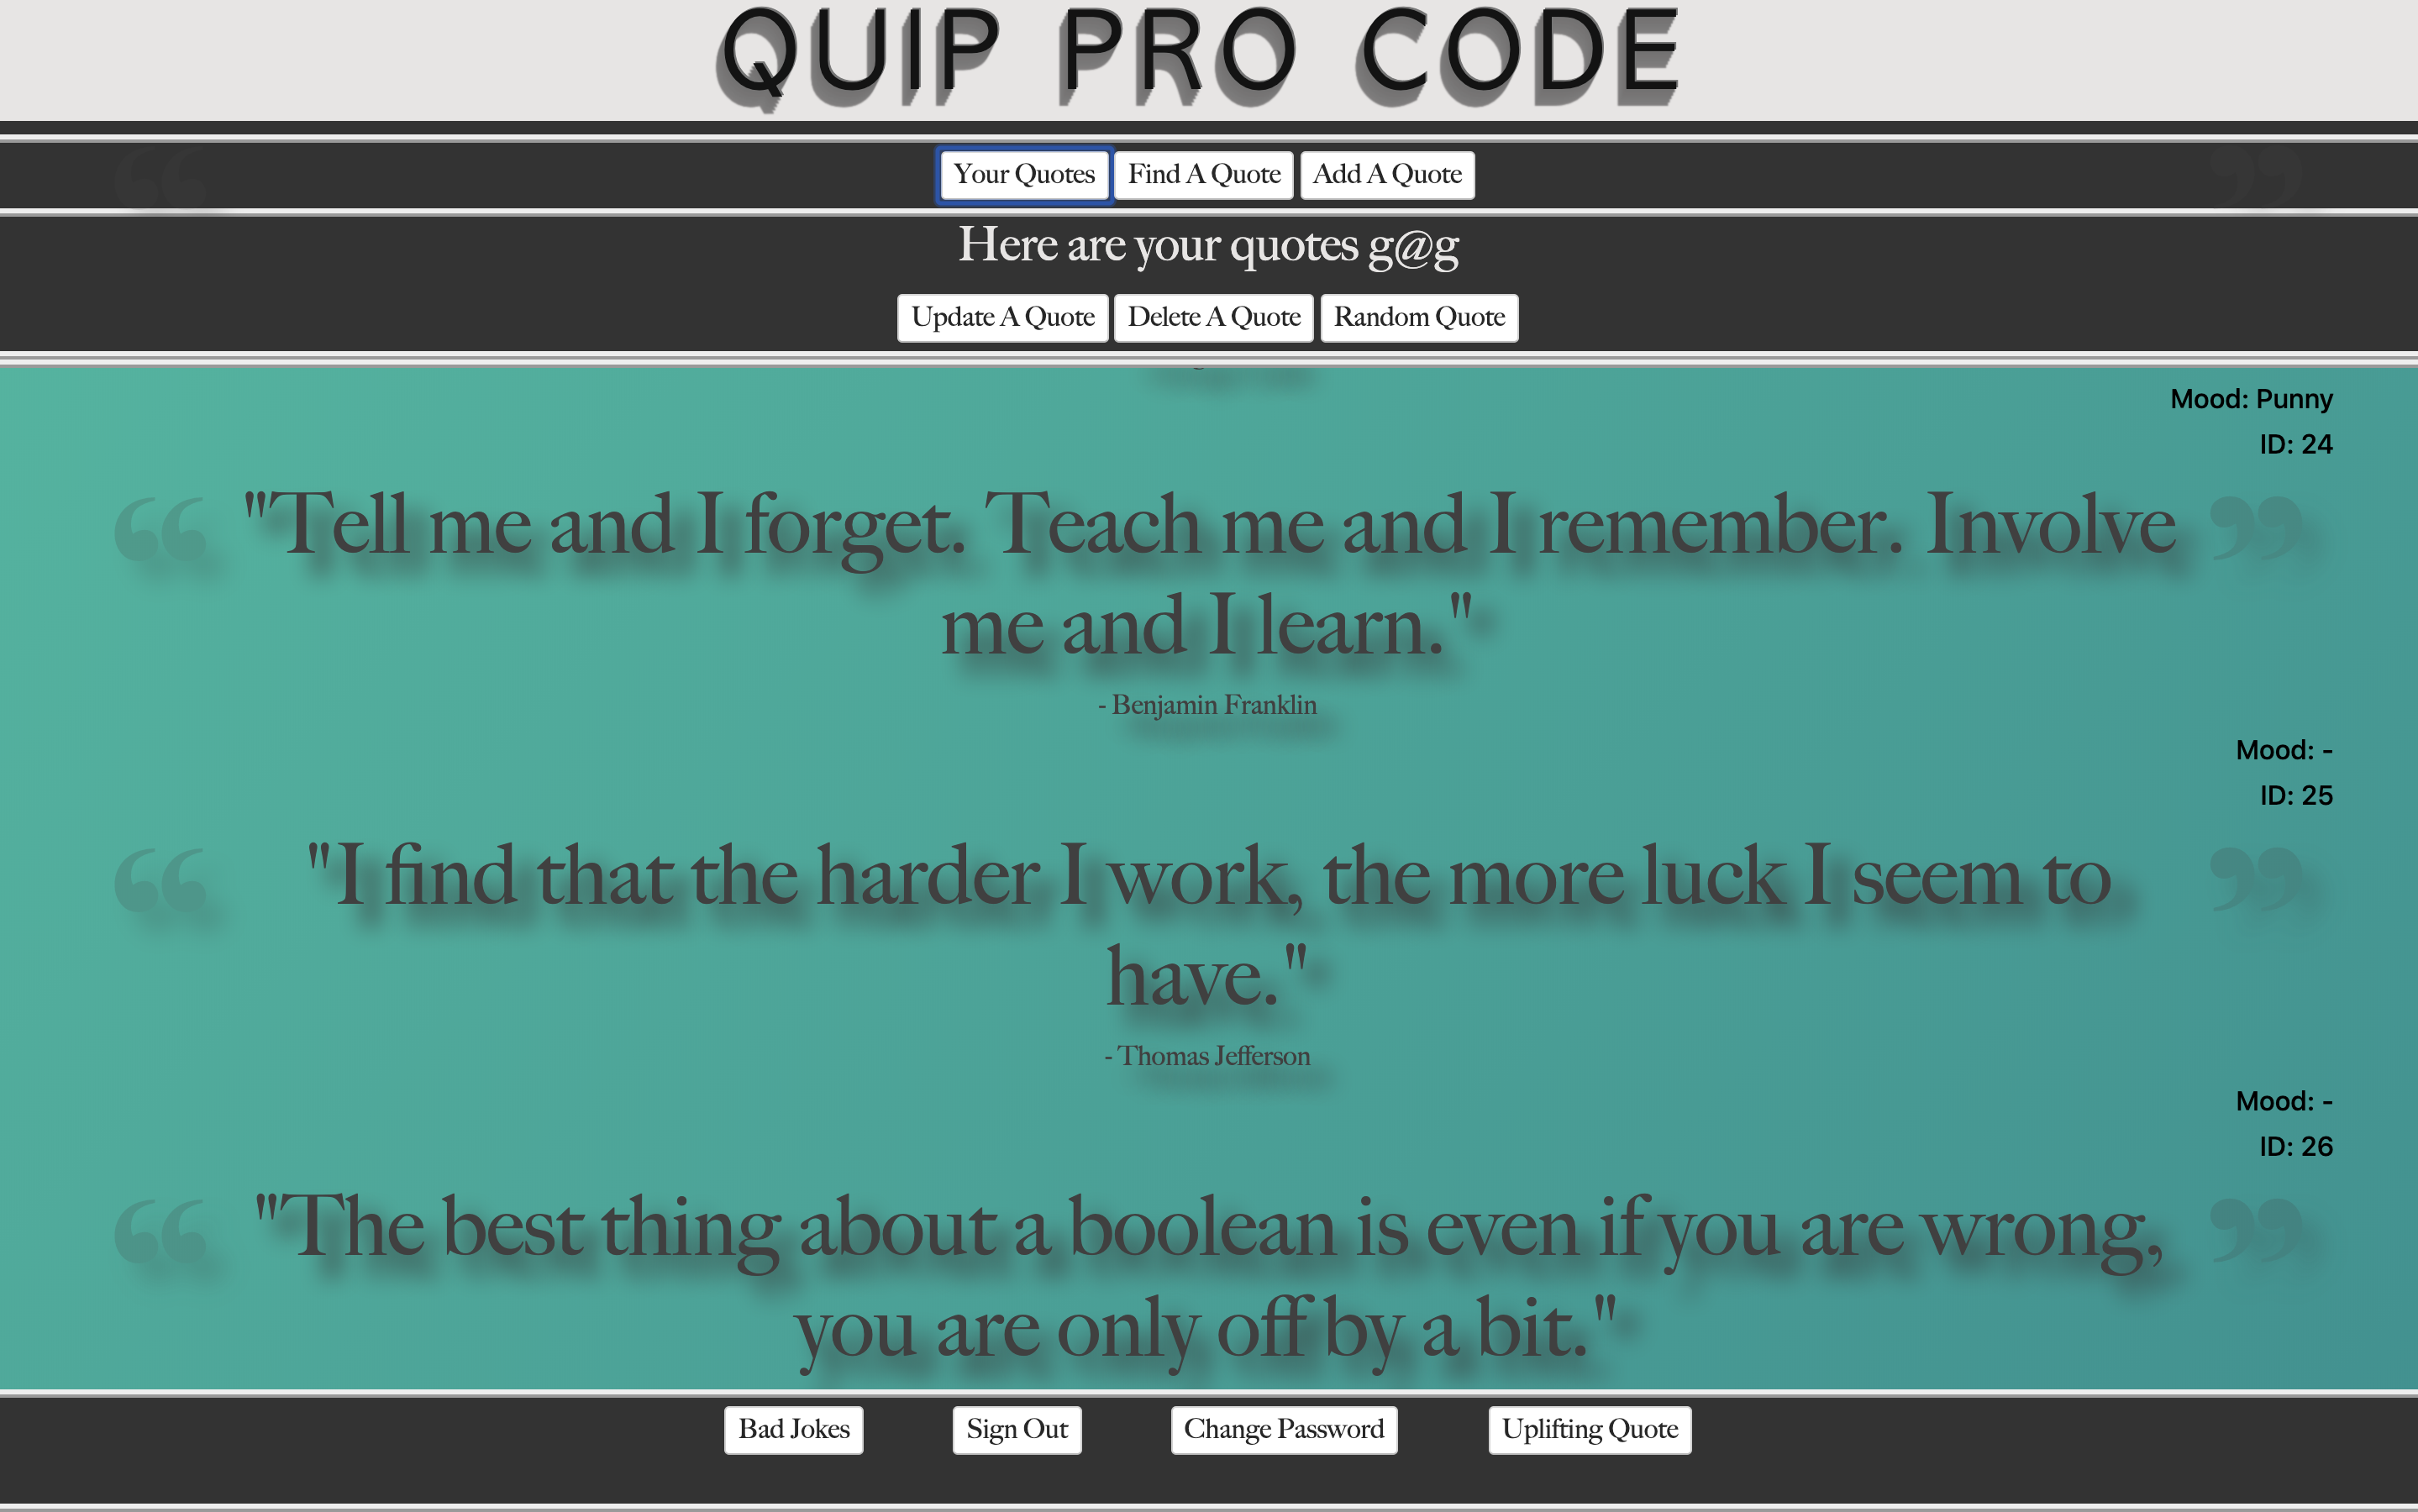 QUIP PRO CODE
Your Quotes Find A Quote Add A Quote
Here are your quotes g@g
Update A Quote Delete A Quote Random Quote
Mood: Punny
ID: 24
"Tell me and I forget. Teach me and I remember. Involve
me and I learn."
- Benjamin Franklin
Mood: -
ID: 25
"I find that the harder I work, the more luck I seem to
have."
- Thomas Jefferson
Mood: -
ID: 26
"The best thing about a boolean is even if you are wrong,
you are only off by a bit."
Bad Jokes Sign Out Change Password Uplifting Quote